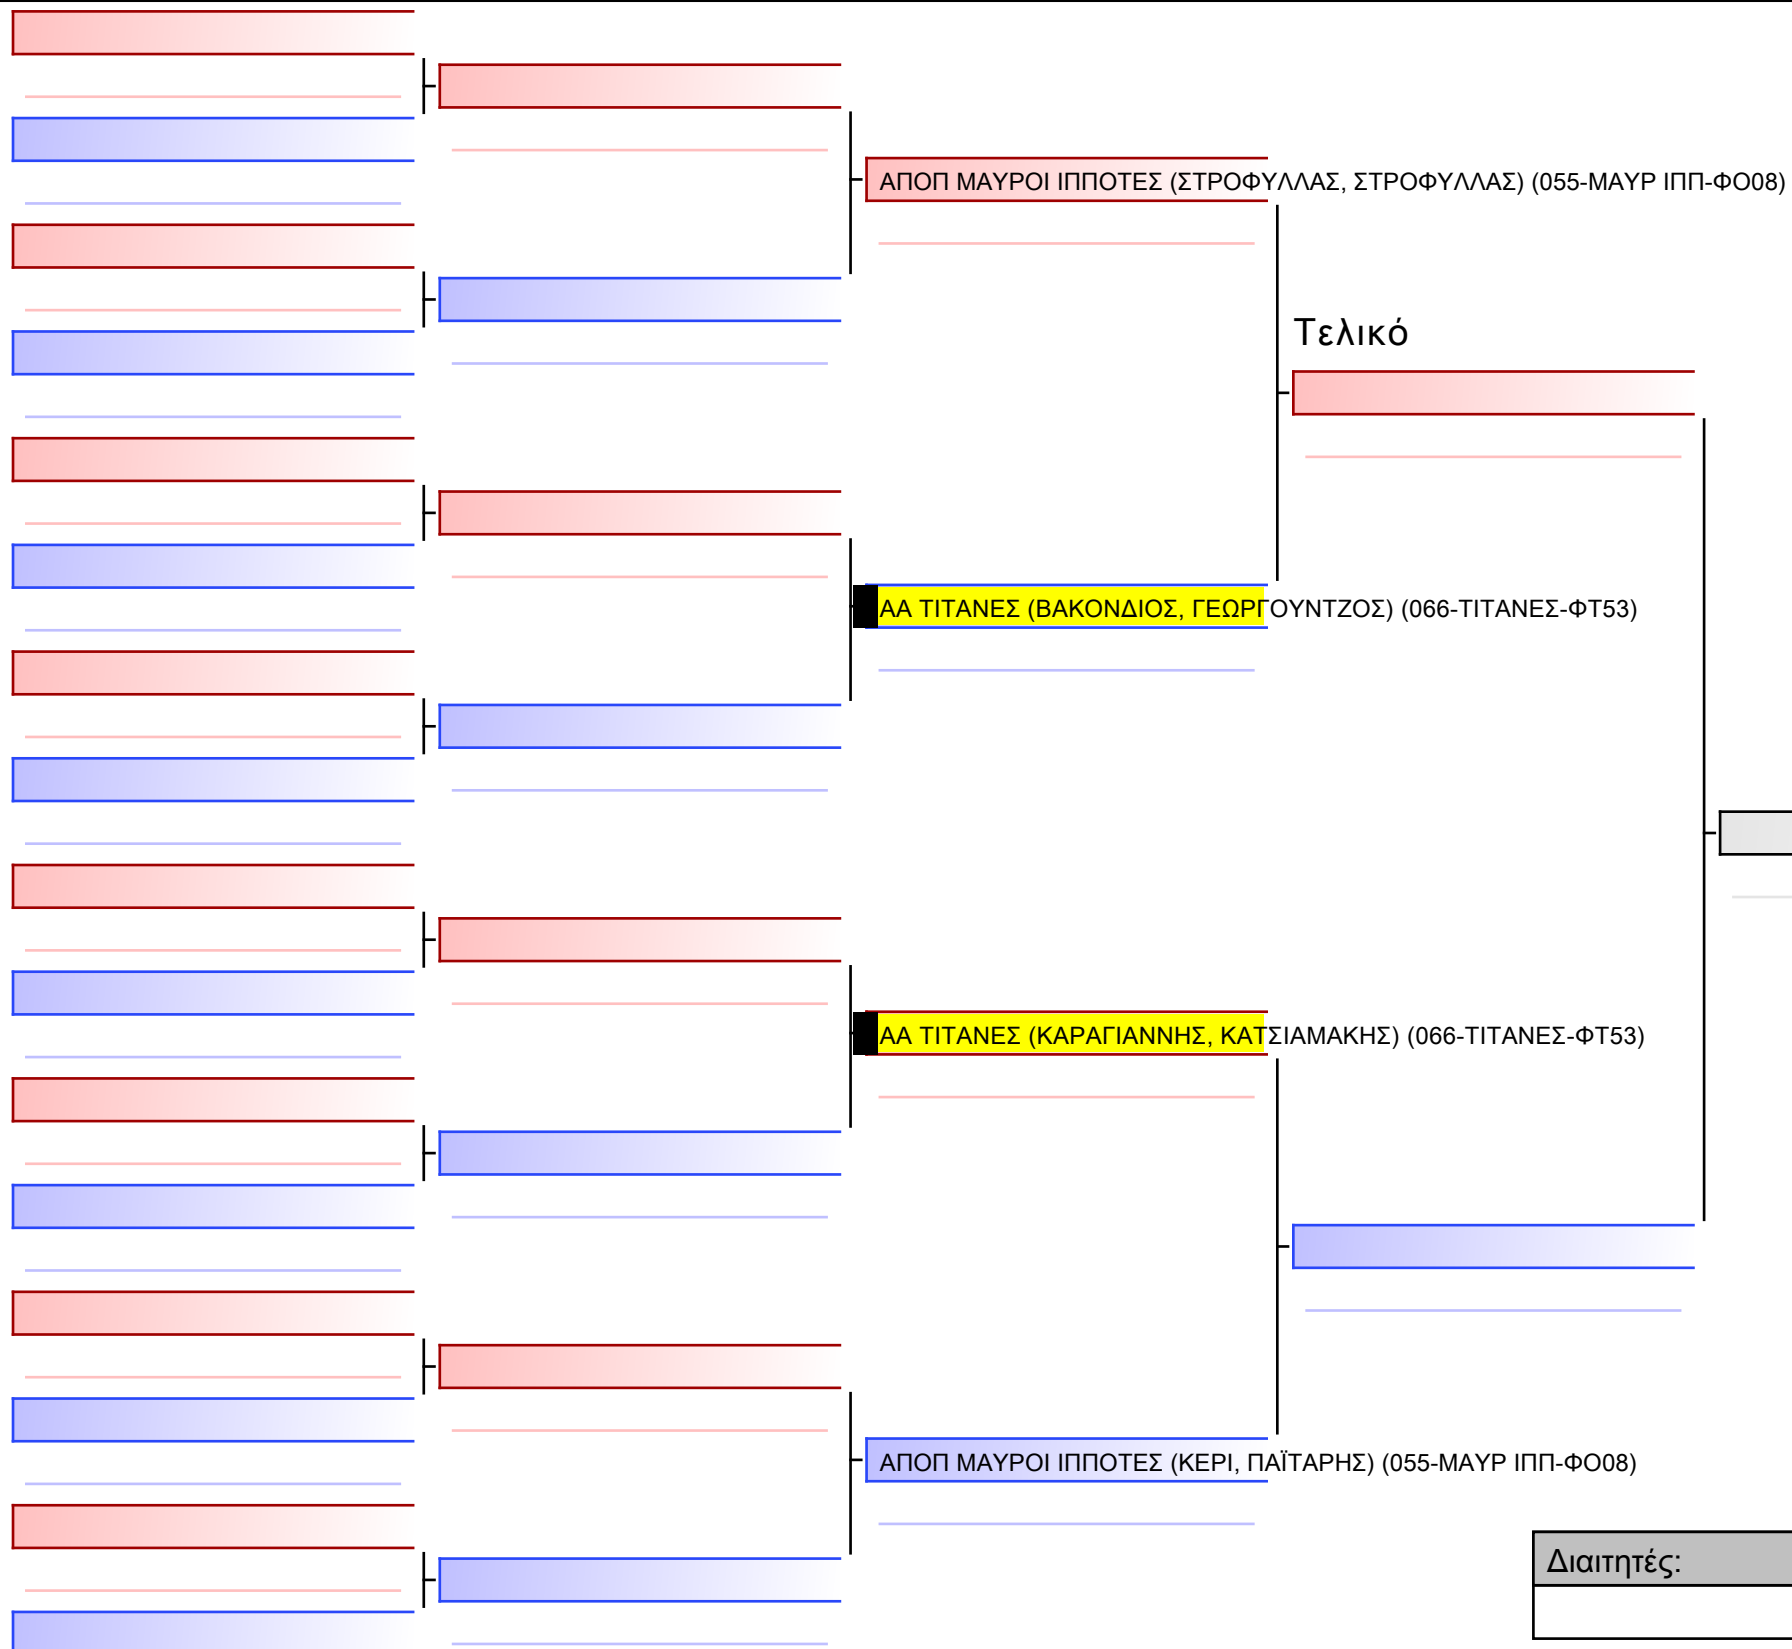 ΑΠΟΠ ΜΑΥΡΟΙ ΙΠΠΟΤΕΣ (ΣΤΡΟΦΥΛΛΑΣ, ΣΤΡΟΦΥΛΛΑΣ) (055-ΜΑΥΡ ΙΠΠ-ΦΟ08)
Τελικό
ΑΑ ΤΙΤΑΝΕΣ (ΒΑΚΟΝΔΙΟΣ, ΓΕΩΡΓΟΥΝΤΖΟΣ) (066-ΤΙΤΑΝΕΣ-ΦΤ53)
ΑΑ ΤΙΤΑΝΕΣ (ΚΑΡΑΓΙΑΝΝΗΣ, ΚΑΤΣΙΑΜΑΚΗΣ) (066-ΤΙΤΑΝΕΣ-ΦΤ53)
ΑΠΟΠ ΜΑΥΡΟΙ ΙΠΠΟΤΕΣ (ΚΕΡΙ, ΠΑΪΤΑΡΗΣ) (055-ΜΑΥΡ ΙΠΠ-ΦΟ08)
Διαιτητές: